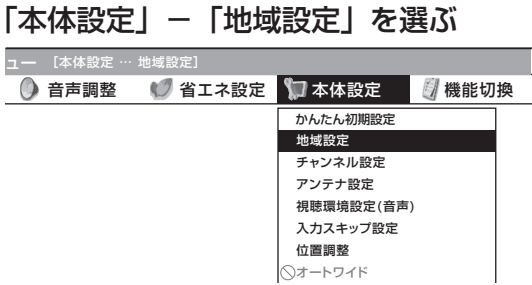 「本体設定」－「地域設定」を選ぶ
ュー ［本体設定 … 地域設定］
音声調整 省エネ設定 本体設定 機能切換
かんたん初期設定
地域設定
チャンネル設定
アンテナ設定
視聴環境設定(音声)
入力スキップ設定
位置調整
オートワイド